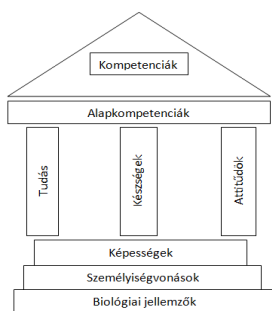 Kompetenciák
Alapkompetenciák
Tudás
Készségek
Attitűdök
Képességek
Személyiségvonások
Biológiai jellemzők